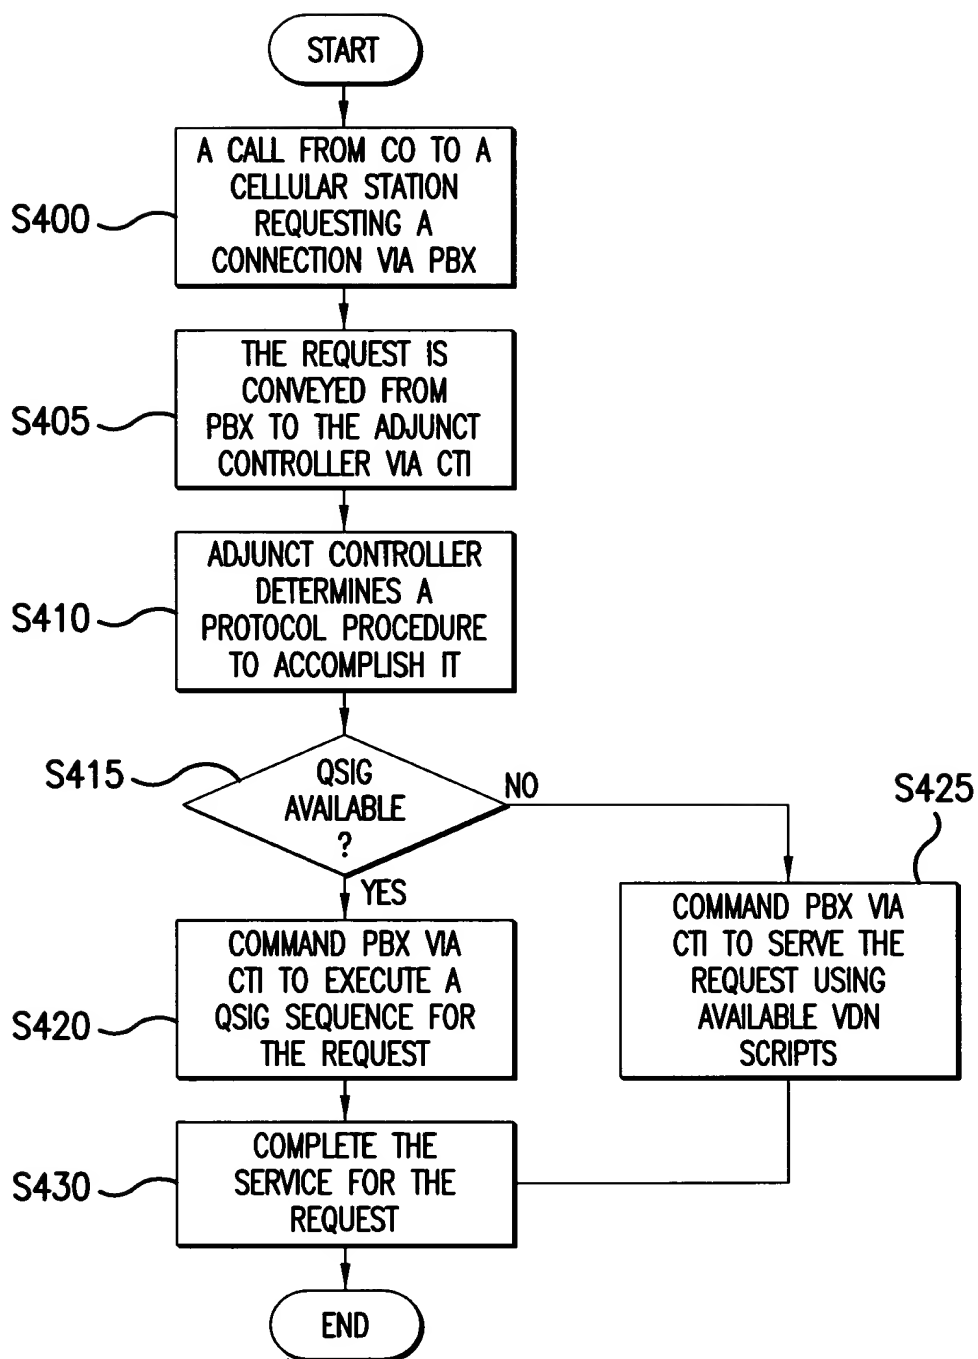 START
A CALL FROM CO TO A
CELLULAR STATION
REQUESTING A
CONNECTION VIA PBX
S400
THE REQUEST IS
CONVEYED FROM
PBX TO THE ADJUNCT
CONTROLLER VIA CTI
S405
ADJUNCT CONTROLLER
DETERMINES A
PROTOCOL PROCEDURE
TO ACCOMPLISH IT
S410
S415
QSIG
AVAILABLE
?
NO
YES
S425
COMMAND PBX VIA
CTI TO EXECUTE A
QSIG SEQUENCE FOR
THE REQUEST
S420
COMMAND PBX VIA
CTI TO SERVE THE
REQUEST USING
AVAILABLE VDN
SCRIPTS
COMPLETE THE
SERVICE FOR THE
REQUEST
S430
END